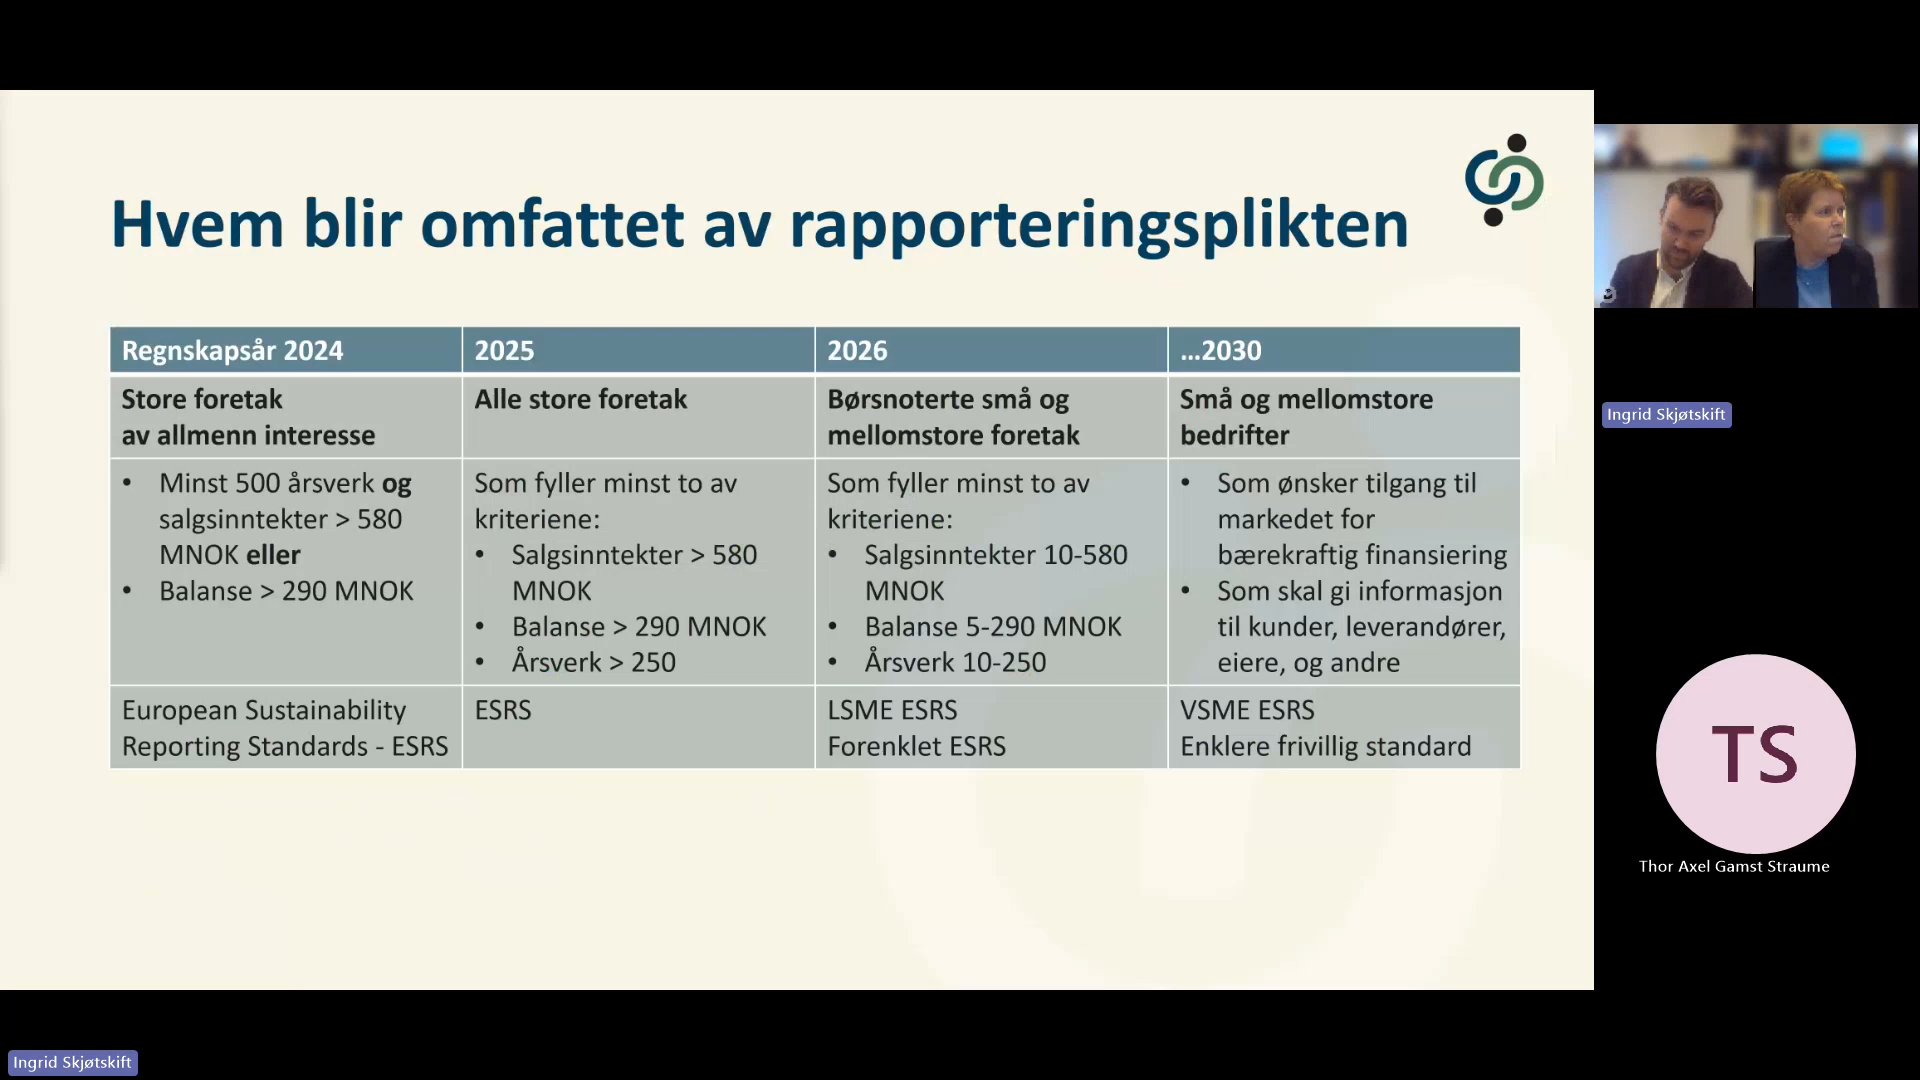 Hvem blir omfattet av rapporteringsplikten
Regnskapsår 2024
2025
2026
...2030
Store foretak
av allmenn interesse
Alle store foretak
Børsnoterte små og
mellomstore foretak
Små og mellomstore
bedrifter
• Minst 500 årsverk og
salgsinntekter > 580
MNOK eller
• Balanse > 290 MNOK
Som fyller minst to av
kriteriene:
• Salgsinntekter > 580
MNOK
• Balanse > 290 MNOK
• Årsverk > 250
Som fyller minst to av
kriteriene:
• Salgsinntekter 10-580
MNOK
• Balanse 5-290 MNOK
• Årsverk 10-250
• Som ønsker tilgang til
markedet for
bærekraftig finansiering
• Som skal gi informasjon
til kunder, leverandører,
eiere, og andre
European Sustainability
Reporting Standards - ESRS
ESRS
LSME ESRS
Forenklet ESRS
VSME ESRS
Enklere frivillig standard
Ingrid Skjøtskift
TS
Thor Axel Gamst Straume
Ingrid Skjøtskift